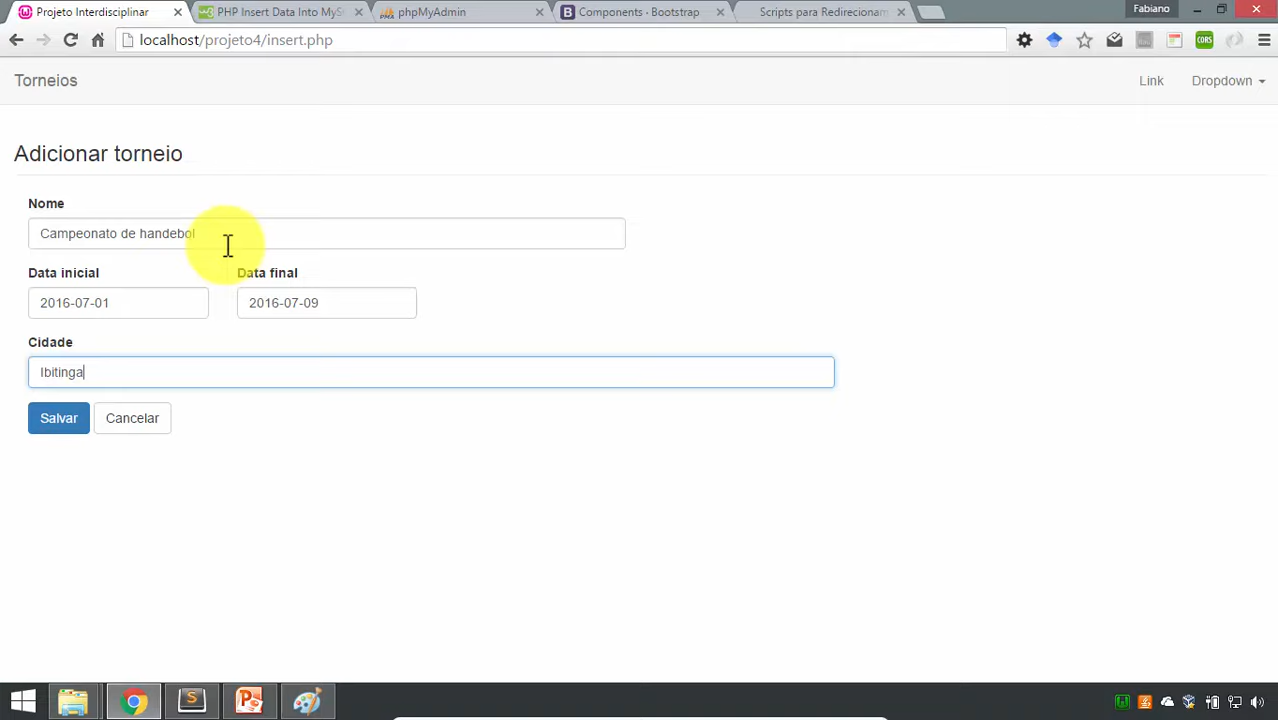 Projeto Interdisciplinar
PHP Insert Data Into MyS
phpMyAdmin
Components · Bootstrap
Scripts para Redirecionam
Fabiano
localhost/projeto4/insert.php
Torneios
Link
Dropdown
Adicionar torneio
Nome
Campeonato de handebol
Data inicial
Data final
2016-07-01
2016-07-09
Cidade
Ibitinga
Salvar
Cancelar